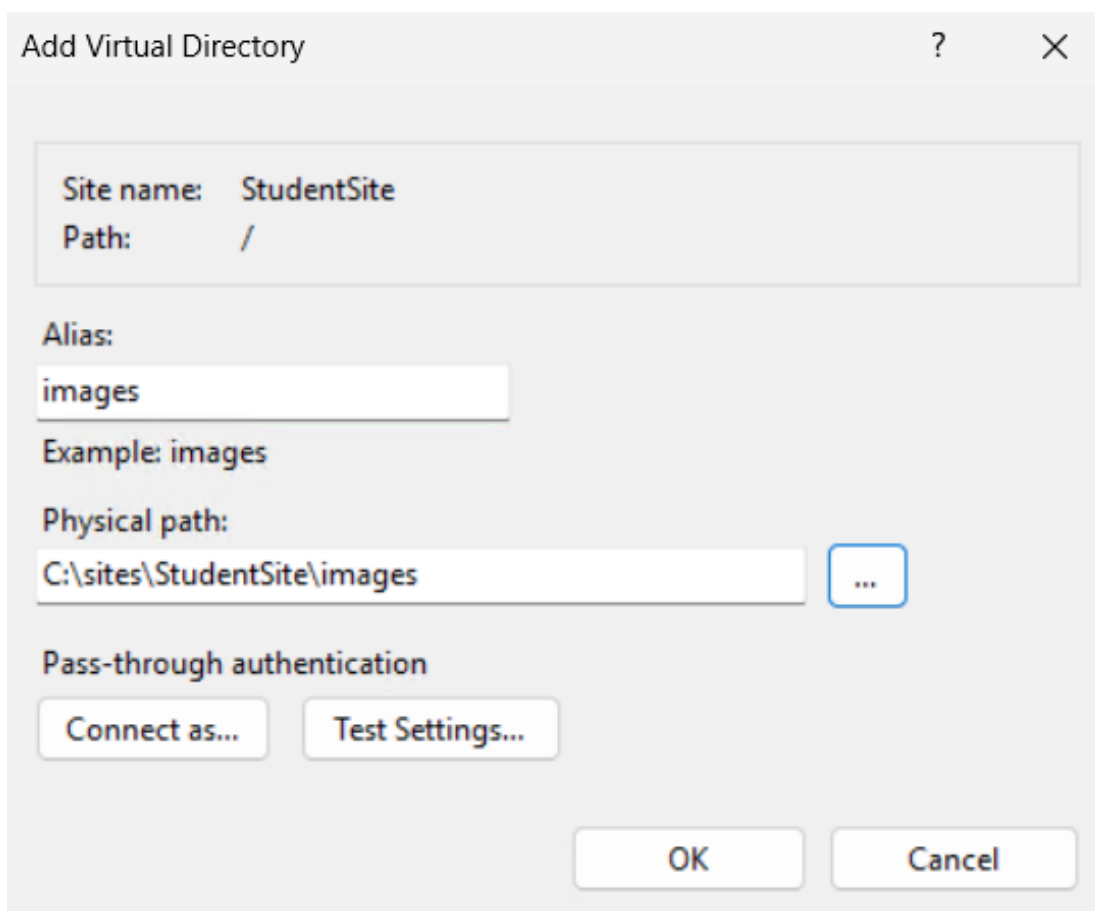 Add Virtual Directory ?
Site name: StudentSite
Path: /
Alias:
images
Example: images
Physical path:
C:\sites\StudentSite\images ...
Pass-through authentication
Connect as... Test Settings...
OK Cancel